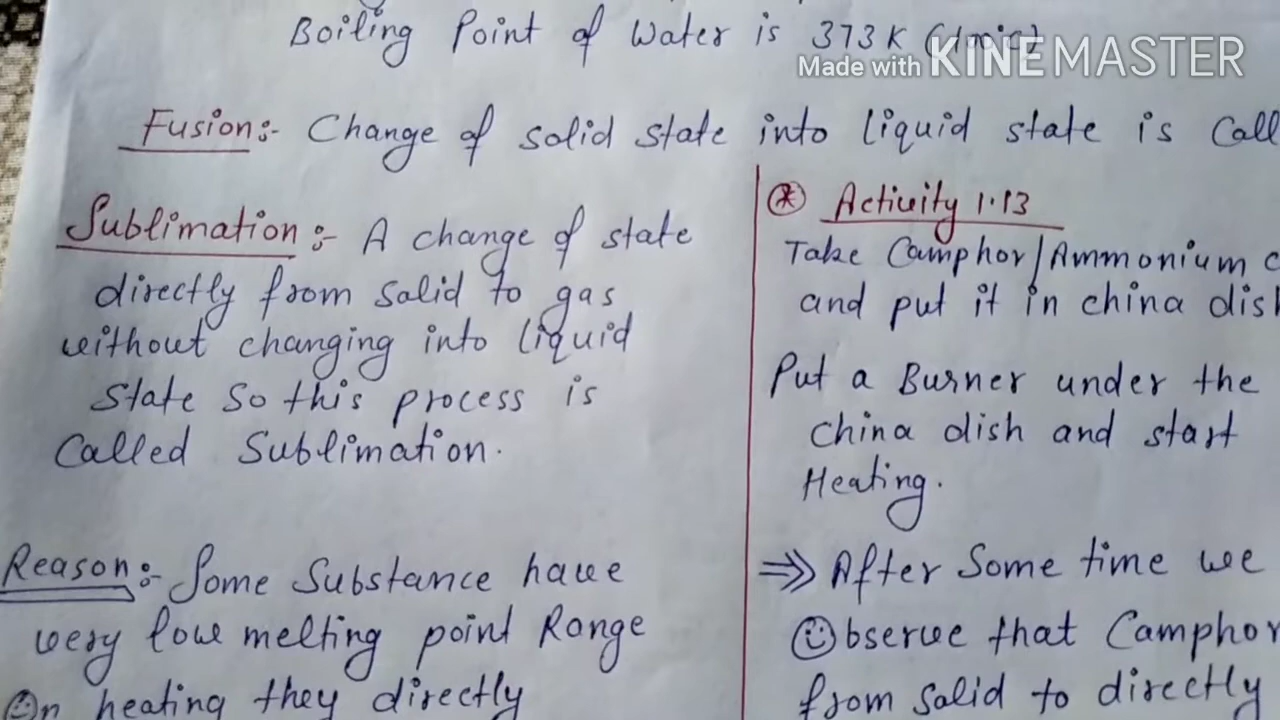 Boiling Point of Water is 373 K
Made with KINEMASTER
Fusion:- Change of solid state into liquid state is Call
Sublimation:- A change of state
directly from solid to gas
without changing into liquid
state so this process is
Called Sublimation.
Reason:- Some Substance have
very low melting point Range
On heating they directly
* Activity 1.13
Take Camphor/Ammonium c
and put it in china dish
Put a Burner under the
china dish and start
Heating.
⇒ After Some time we
Observe that Camphor
from solid to directly